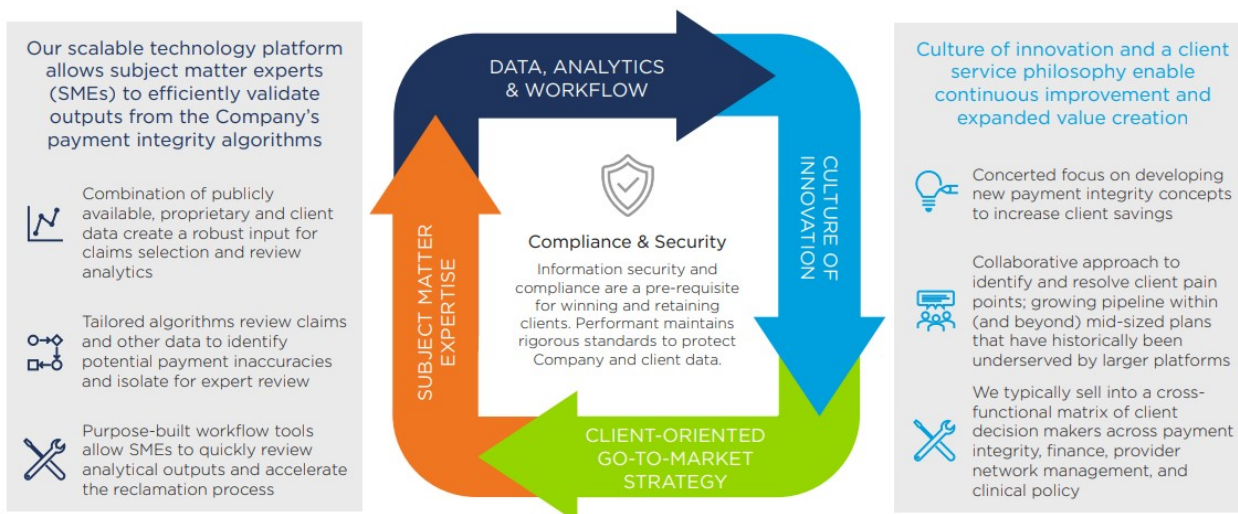 Our scalable technology platform
allows subject matter experts
(SMEs) to efficiently validate
outputs from the Company's
payment integrity algorithms
Combination of publicly
available, proprietary and client
data create a robust input for
claims selection and review
analytics
Tailored algorithms review claims
and other data to identify
potential payment inaccuracies
and isolate for expert review
Purpose-built workflow tools
allow SMEs to quickly review
analytical outputs and accelerate
the reclamation process
DATA, ANALYTICS
& WORKFLOW
CULTURE OF
INNOVATION
CLIENT-ORIENTED
GO-TO-MARKET
STRATEGY
SUBJECT MATTER
EXPERTISE
Compliance & Security
Information security and
compliance are a pre-requisite
for winning and retaining
clients. Performant maintains
rigorous standards to protect
Company and client data.
Culture of innovation and a client
service philosophy enable
continuous improvement and
expanded value creation
Concerted focus on developing
new payment integrity concepts
to increase client savings
Collaborative approach to
identify and resolve client pain
points; growing pipeline within
(and beyond) mid-sized plans
that have historically been
underserved by larger platforms
We typically sell into a cross-
functional matrix of client
decision makers across payment
integrity, finance, provider
network management, and
clinical policy